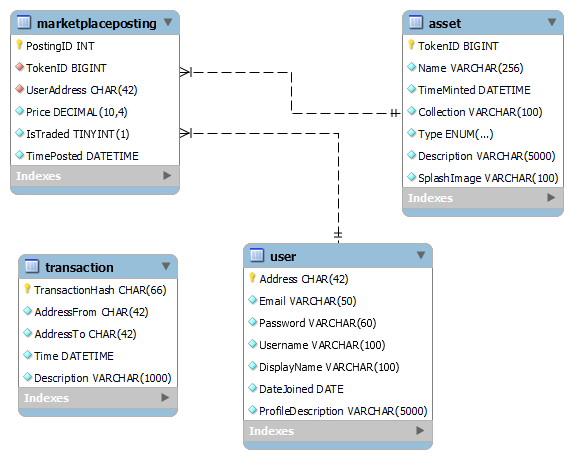 marketplaceposting
PostingID INT
TokenID BIGINT
UserAddress CHAR(42)
Price DECIMAL(10,4)
IsTraded TINYINT(1)
TimePosted DATETIME
Indexes
asset
TokenID BIGINT
Name VARCHAR(256)
TimeMinted DATETIME
Collection VARCHAR(100)
Type ENUM(...)
Description VARCHAR(5000)
SplashImage VARCHAR(100)
Indexes
transaction
TransactionHash CHAR(66)
AddressFrom CHAR(42)
AddressTo CHAR(42)
Time DATETIME
Description VARCHAR(1000)
Indexes
user
Address CHAR(42)
Email VARCHAR(50)
Password VARCHAR(60)
Username VARCHAR(100)
DisplayName VARCHAR(100)
DateJoined DATE
ProfileDescription VARCHAR(5000)
Indexes